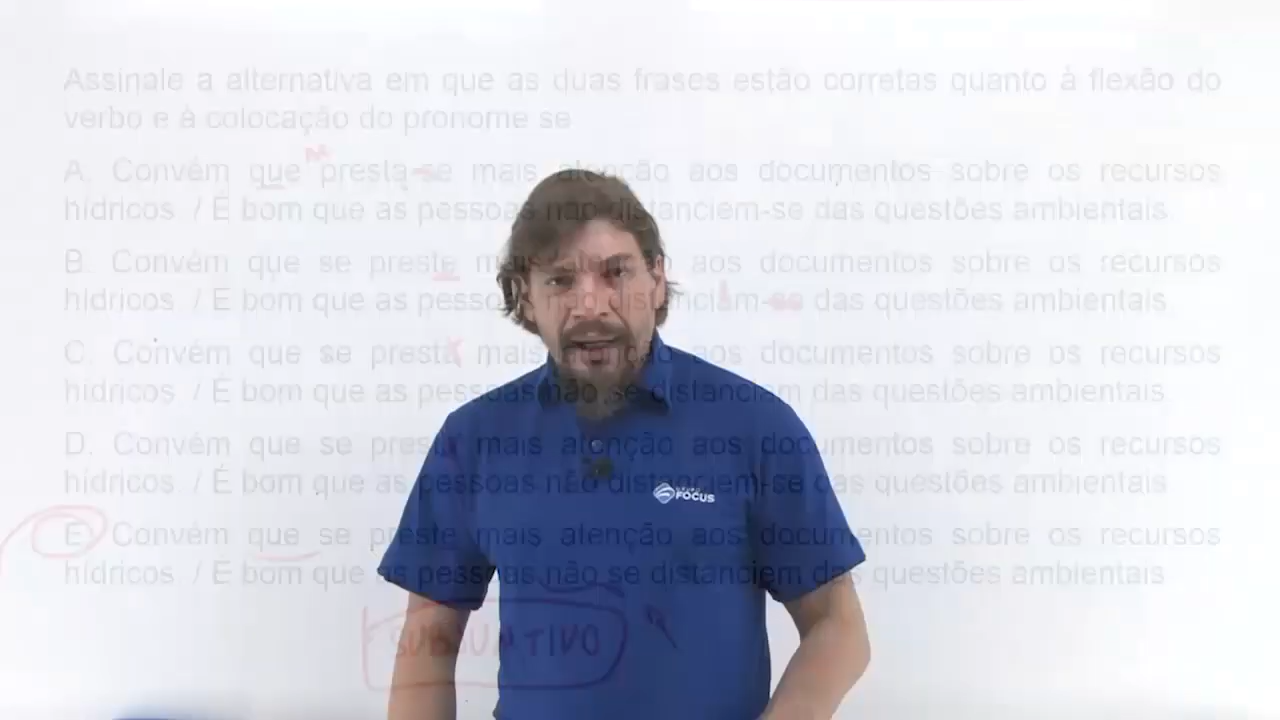 Assinale a alternativa em que as duas frases estão corretas quanto à flexão do
verbo e à colocação do pronome se
A. Convém que presta-se mais atenção aos documentos sobre os recursos
hídricos / É bom que as pessoas não distanciem-se das questões ambientais
B. Convém que se preste mais atenção aos documentos sobre os recursos
hídricos / É bom que as pessoas não distanciam-se das questões ambientais
C. Convém que se presta mais atenção aos documentos sobre os recursos
hídricos / É bom que as pessoas não se distanciam das questões ambientais
D. Convém que se presta mais atenção aos documentos sobre os recursos
hídricos / É bom que as pessoas não distanciem-se das questões ambientais
GRUPO
FOCUS
E. Convém que se preste mais atenção aos documentos sobre os recursos
hídricos / É bom que as pessoas não se distanciem das questões ambientais
SUBJUNTIVO